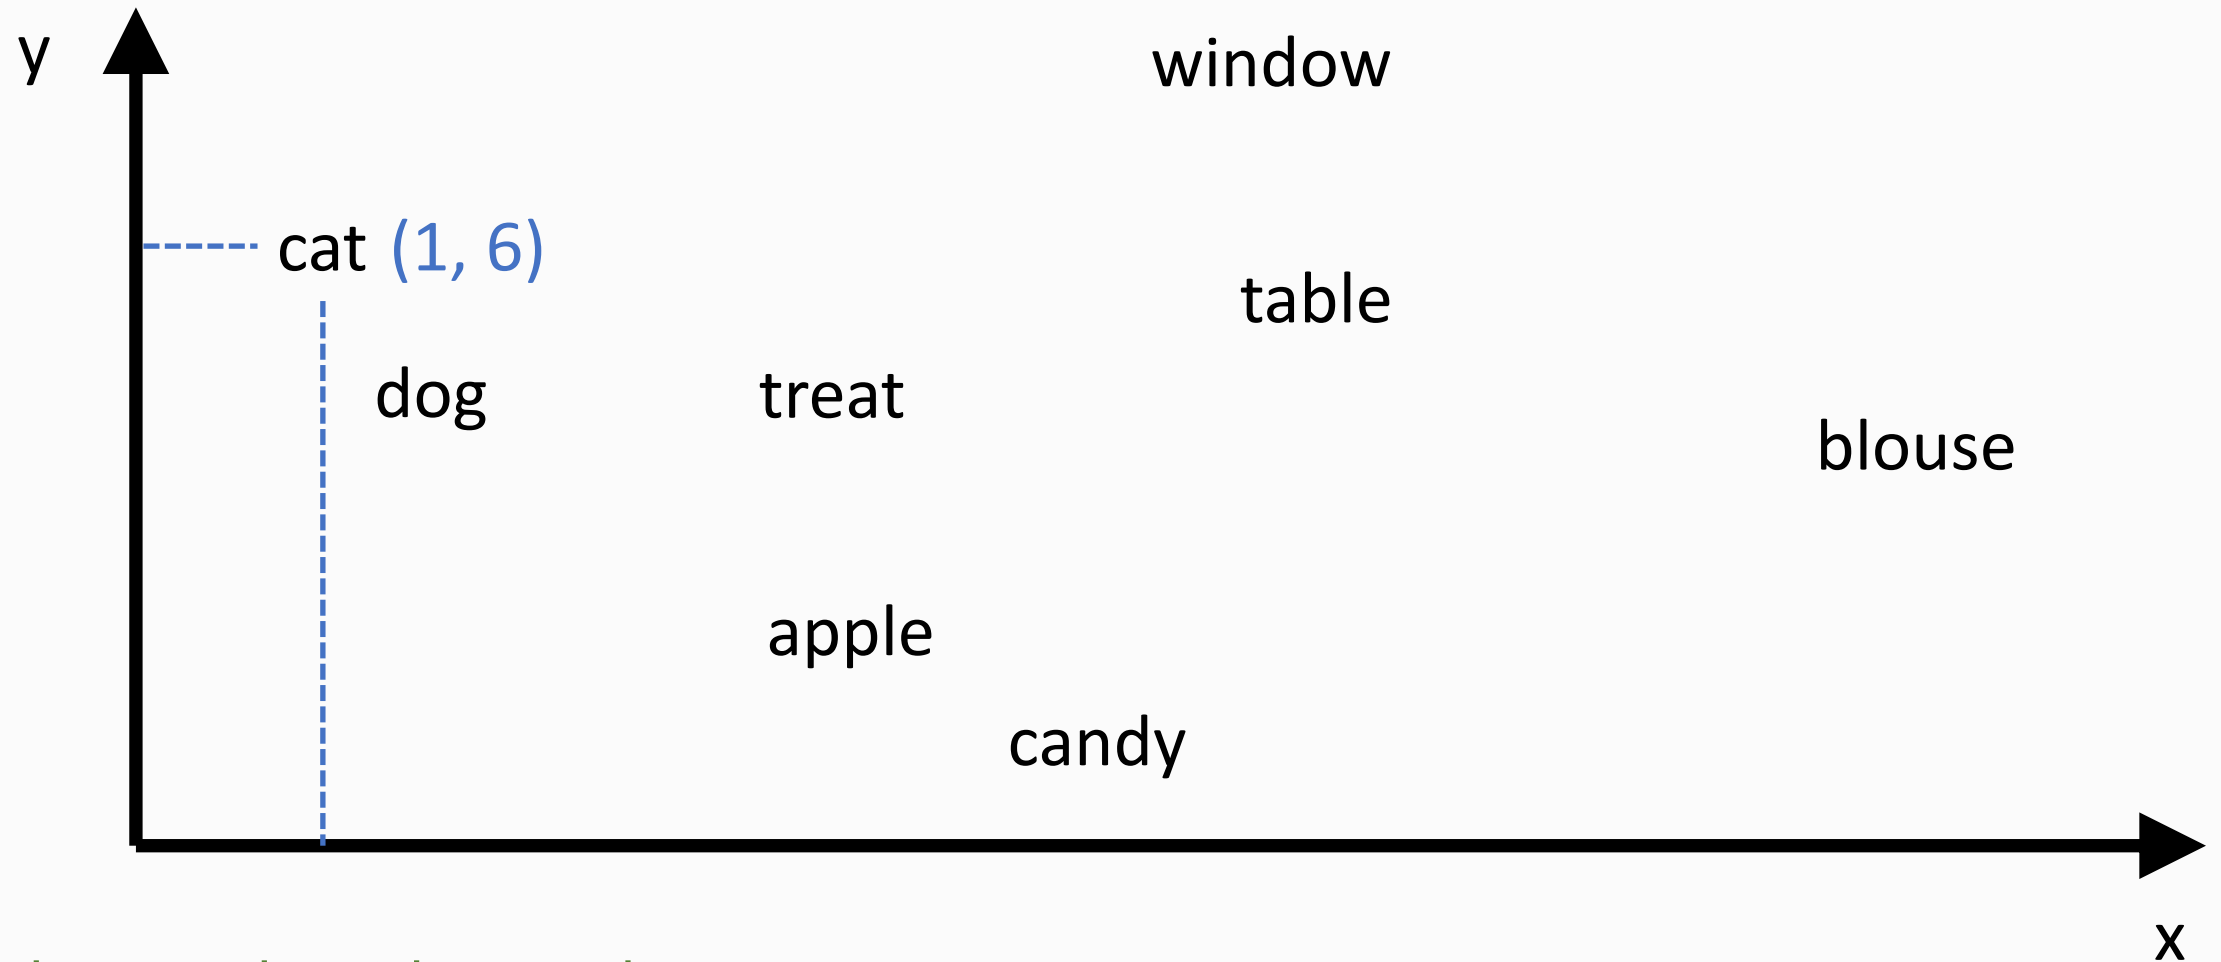 y
window
cat (1, 6)
table
dog
treat
blouse
apple
candy
x